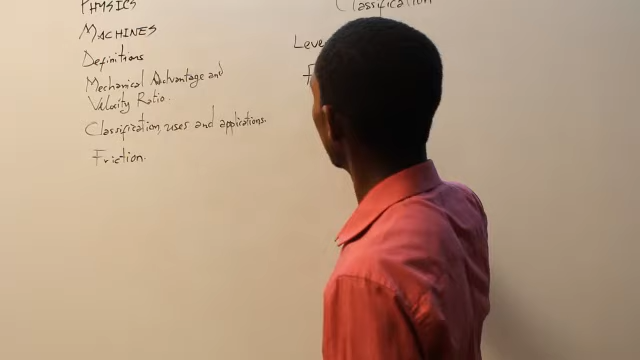 PHYSICS
MACHINES
Definitions
Mechanical Advantage and
Velocity Ratio.
Classification, uses and applications.
Friction.
Classification
Leve
F